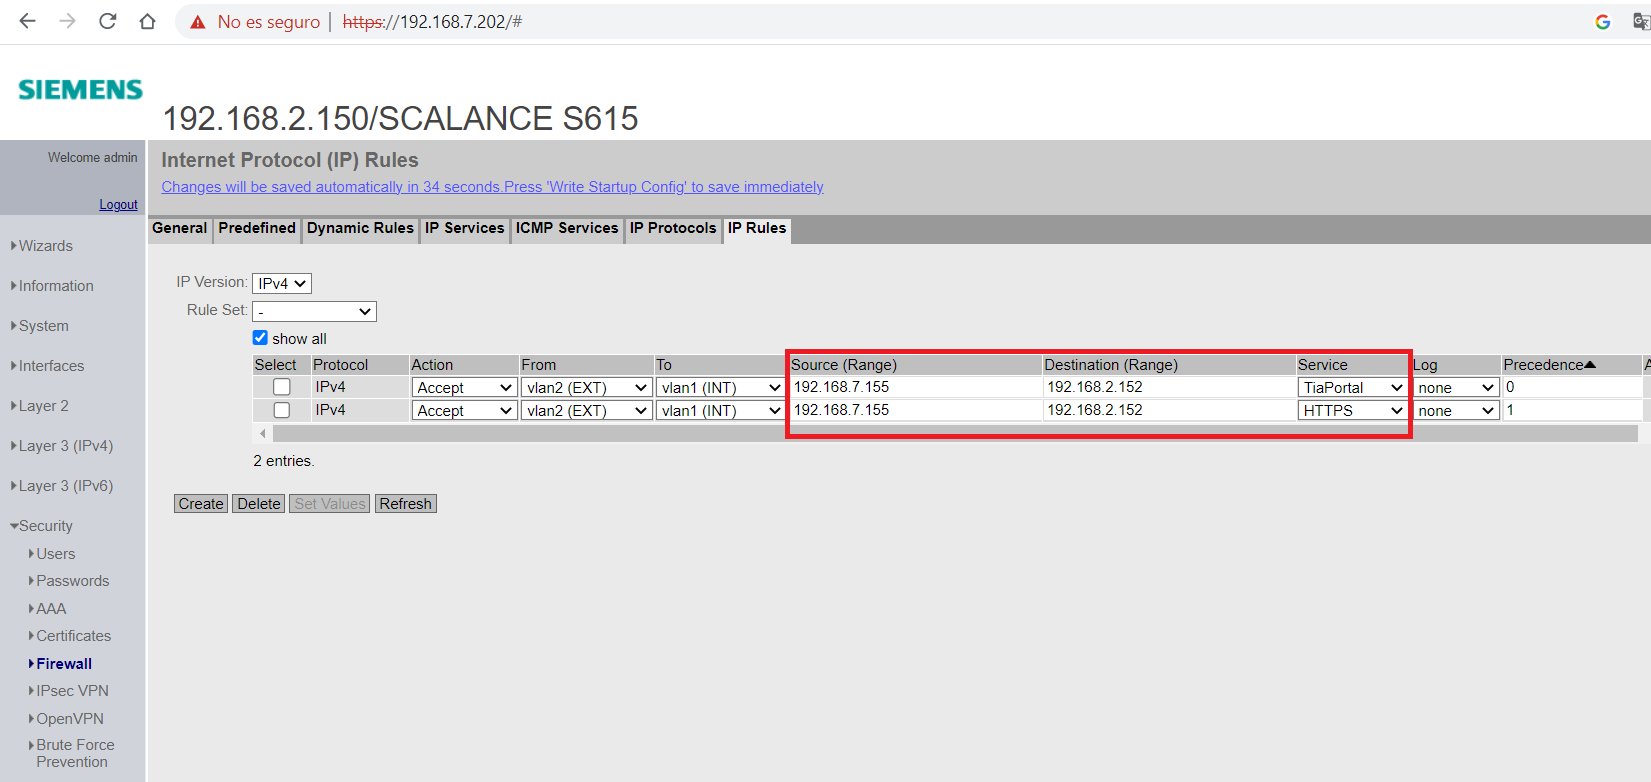 No es seguro | https://192.168.7.202/#
SIEMENS
192.168.2.150/SCALANCE S615
Welcome admin
Logout
Internet Protocol (IP) Rules
Changes will be saved automatically in 34 seconds.Press 'Write Startup Config' to save immediately
General Predefined Dynamic Rules IP Services ICMP Services IP Protocols IP Rules
Wizards
Information
System
Interfaces
Layer 2
Layer 3 (IPv4)
Layer 3 (IPv6)
Security
Users
Passwords
AAA
Certificates
Firewall
IPsec VPN
OpenVPN
Brute Force
Prevention
IP Version: IPv4
Rule Set: -
show all
Select Protocol Action From To Source (Range) Destination (Range) Service Log Precedence
IPv4 Accept vlan2 (EXT) vlan1 (INT) 192.168.7.155 192.168.2.152 TiaPortal none 0
IPv4 Accept vlan2 (EXT) vlan1 (INT) 192.168.7.155 192.168.2.152 HTTPS none 1
2 entries.
Create Delete Set Values Refresh